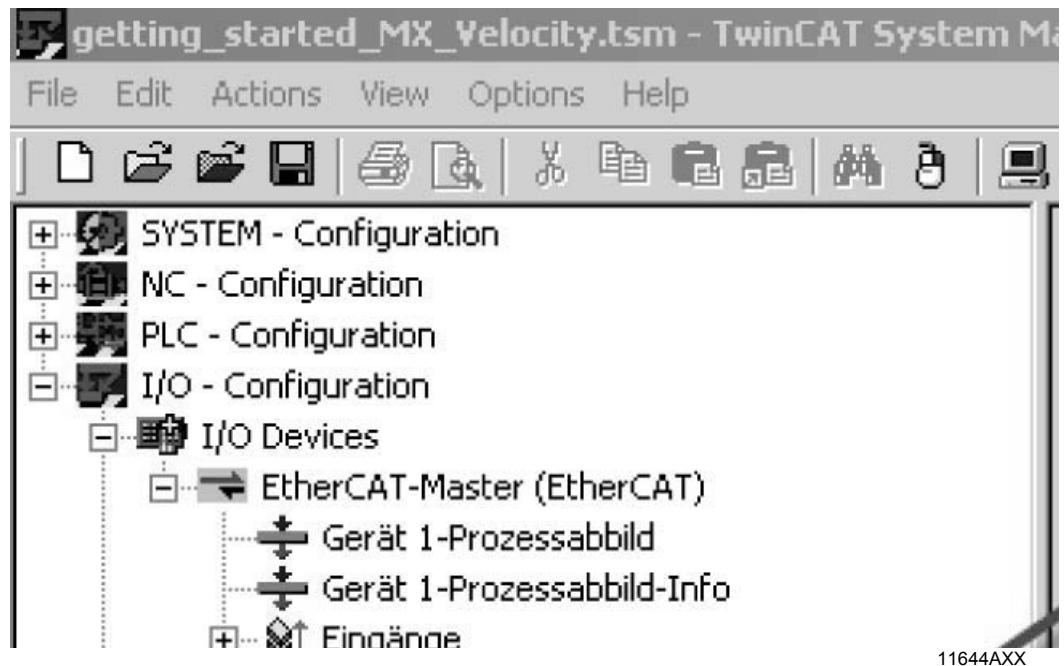 getting_started_MX_Velocity.tsm - TwinCAT System Ma
File Edit Actions View Options Help
SYSTEM - Configuration
NC - Configuration
PLC - Configuration
I/O - Configuration
I/O Devices
EtherCAT-Master (EtherCAT)
Gerät 1-Prozessabbild
Gerät 1-Prozessabbild-Info
Eingänge
11644AXX